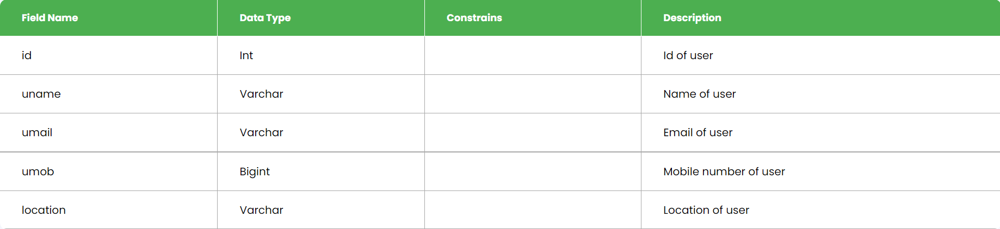 Field Name Data Type Constrains Description
id Int Id of user
uname Varchar Name of user
umail Varchar Email of user
umob Bigint Mobile number of user
location Varchar Location of user